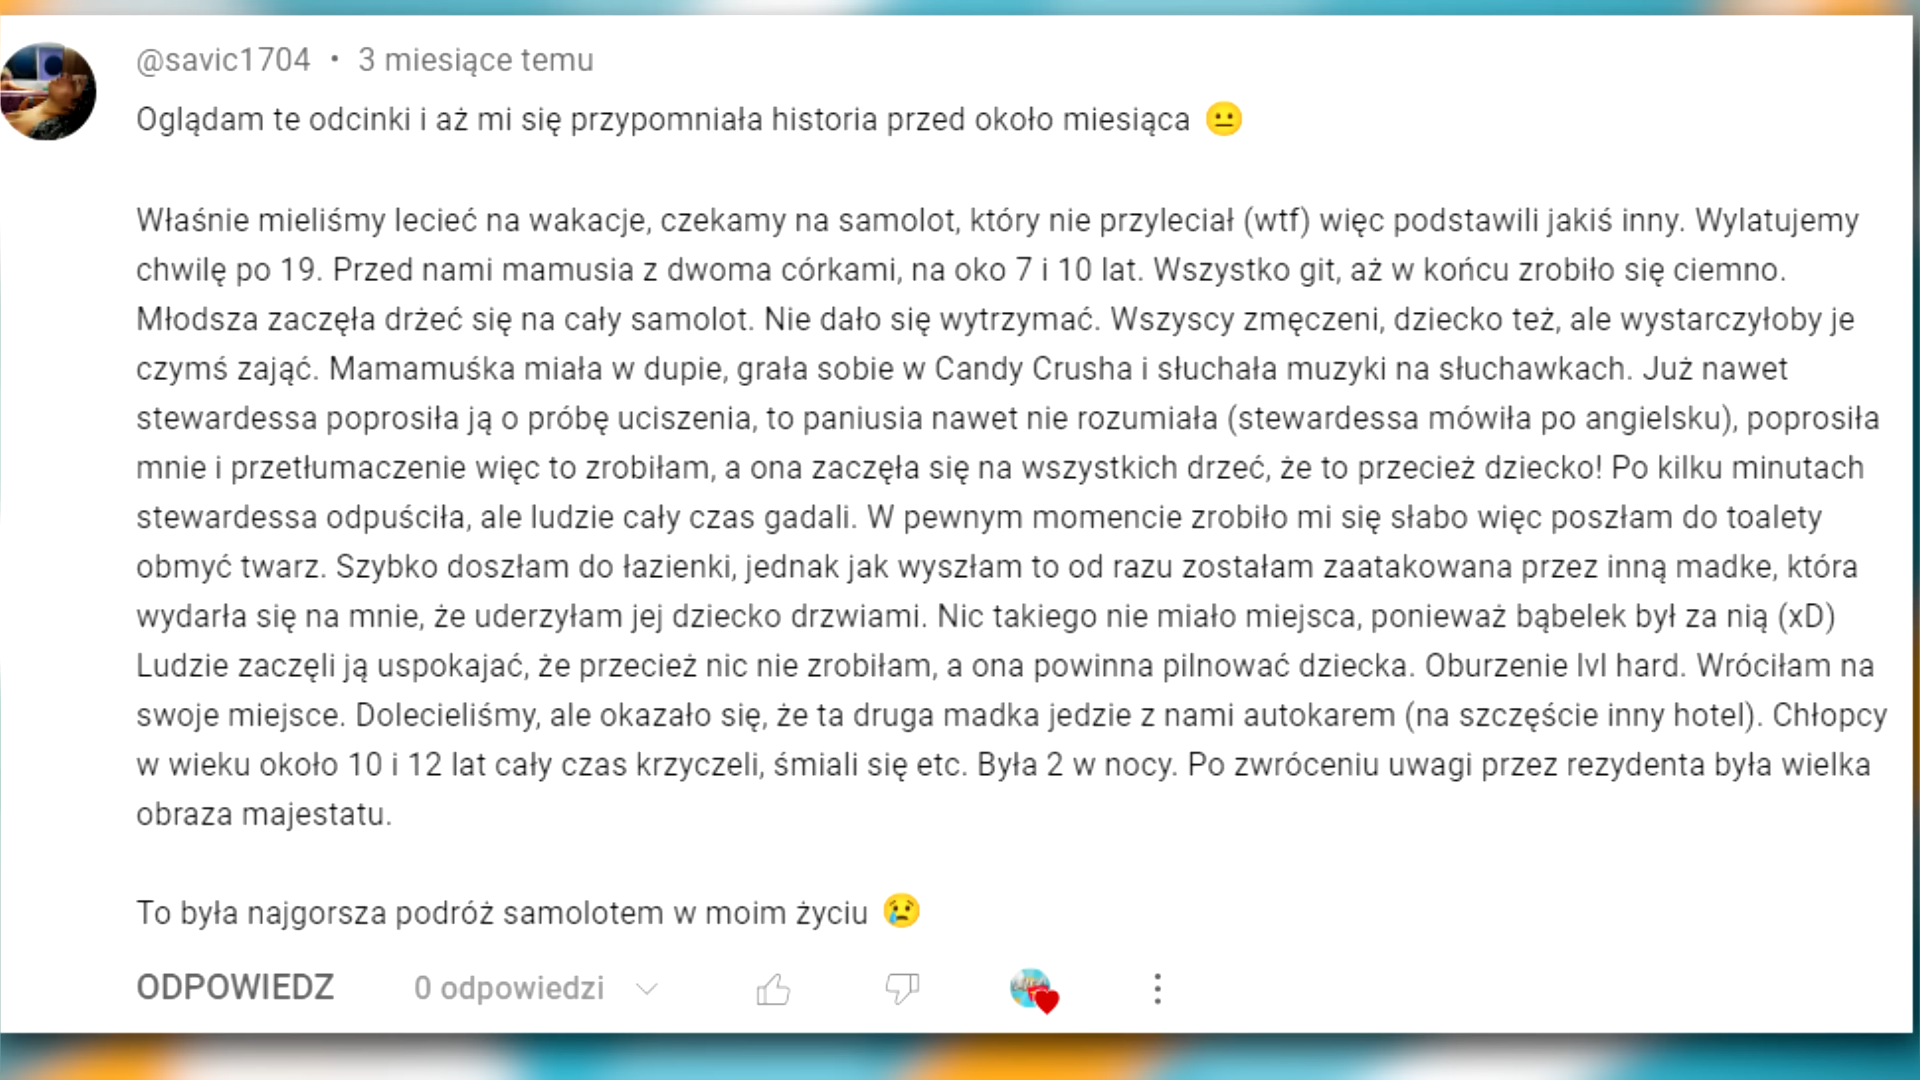 @savic1704 • 3 miesiące temu
Oglądam te odcinki i aż mi się przypomniała historia przed około miesiąca 😐
Właśnie mieliśmy lecieć na wakacje, czekamy na samolot, który nie przyleciał (wtf) więc podstawili jakiś inny. Wylatujemy
chwilę po 19. Przed nami mamusia z dwoma córkami, na oko 7 i 10 lat. Wszystko git, aż w końcu zrobiło się ciemno.
Młodsza zaczęła drżeć się na cały samolot. Nie dało się wytrzymać. Wszyscy zmęczeni, dziecko też, ale wystarczyłoby je
czymś zająć. Mamamuśka miała w dupie, grała sobie w Candy Crusha i słuchała muzyki na słuchawkach. Już nawet
stewardessa poprosiła ją o próbę uciszenia, to paniusia nawet nie rozumiała (stewardessa mówiła po angielsku), poprosiła
mnie i przetłumaczenie więc to zrobiłam, a ona zaczęła się na wszystkich drzeć, że to przecież dziecko! Po kilku minutach
stewardessa odpuściła, ale ludzie cały czas gadali. W pewnym momencie zrobiło mi się słabo więc poszłam do toalety
obmyć twarz. Szybko doszłam do łazienki, jednak jak wyszłam to od razu zostałam zaatakowana przez inną madke, która
wydarła się na mnie, że uderzyłam jej dziecko drzwiami. Nic takiego nie miało miejsca, ponieważ bąbelek był za nią (xD)
Ludzie zaczęli ją uspokajać, że przecież nic nie zrobiłam, a ona powinna pilnować dziecka. Oburzenie lvl hard. Wróciłam na
swoje miejsce. Dolecieliśmy, ale okazało się, że ta druga madka jedzie z nami autokarem (na szczęście inny hotel). Chłopcy
w wieku około 10 i 12 lat cały czas krzyczeli, śmiali się etc. Była 2 w nocy. Po zwróceniu uwagi przez rezydenta była wielka
obraza majestatu.
To była najgorsza podróż samolotem w moim życiu 😢
ODPOWIEDZ 0 odpowiedzi